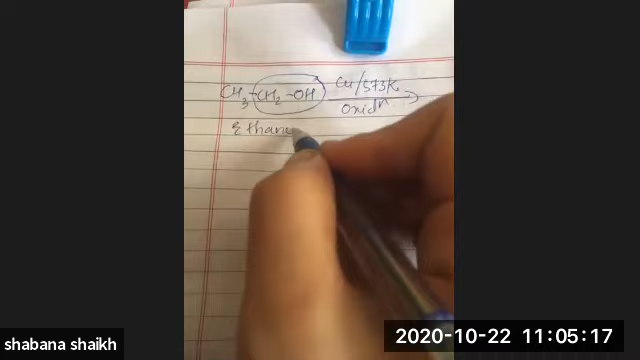 CH3-CH2-OH Cu/573K
Oxidn
Ethan
shabana shaikh
2020-10-22 11:05:17